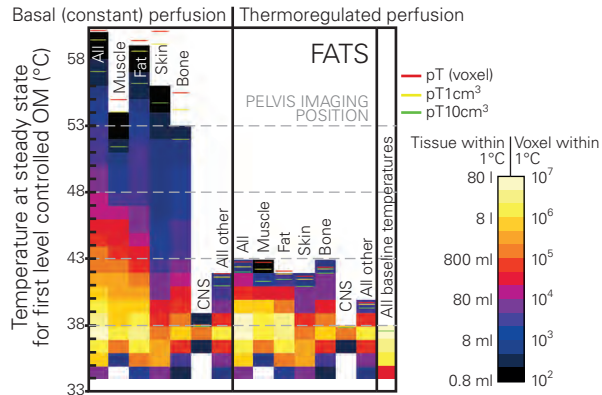 Basal (constant) perfusion
Thermoregulated perfusion
Temperature at steady state
for first level controlled OM (°C)
58
53
48
43
38
33
All
Muscle
Fat
Skin
Bone
CNS
All other
FATS
PELVIS IMAGING
POSITION
All
Muscle
Fat
Skin
Bone
CNS
All other
All baseline temperatures
pT (voxel)
pT1cm³
pT10cm³
Tissue within
1°C
Voxel within
1°C
80 l
8 l
800 ml
80 ml
8 ml
0.8 ml
10⁷
10⁶
10⁵
10⁴
10³
10²